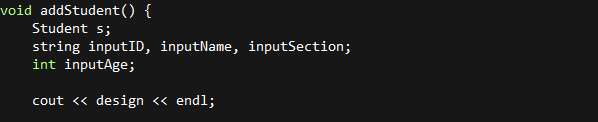 void addStudent() {
    Student s;
    string inputID, inputName, inputSection;
    int inputAge;

    cout << design << endl;